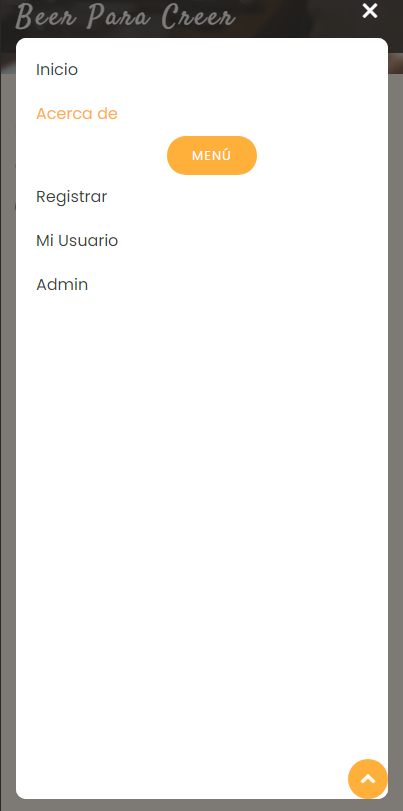 Beer Para Creer
Inicio
Acerca de
MENÚ
Registrar
Mi Usuario
Admin